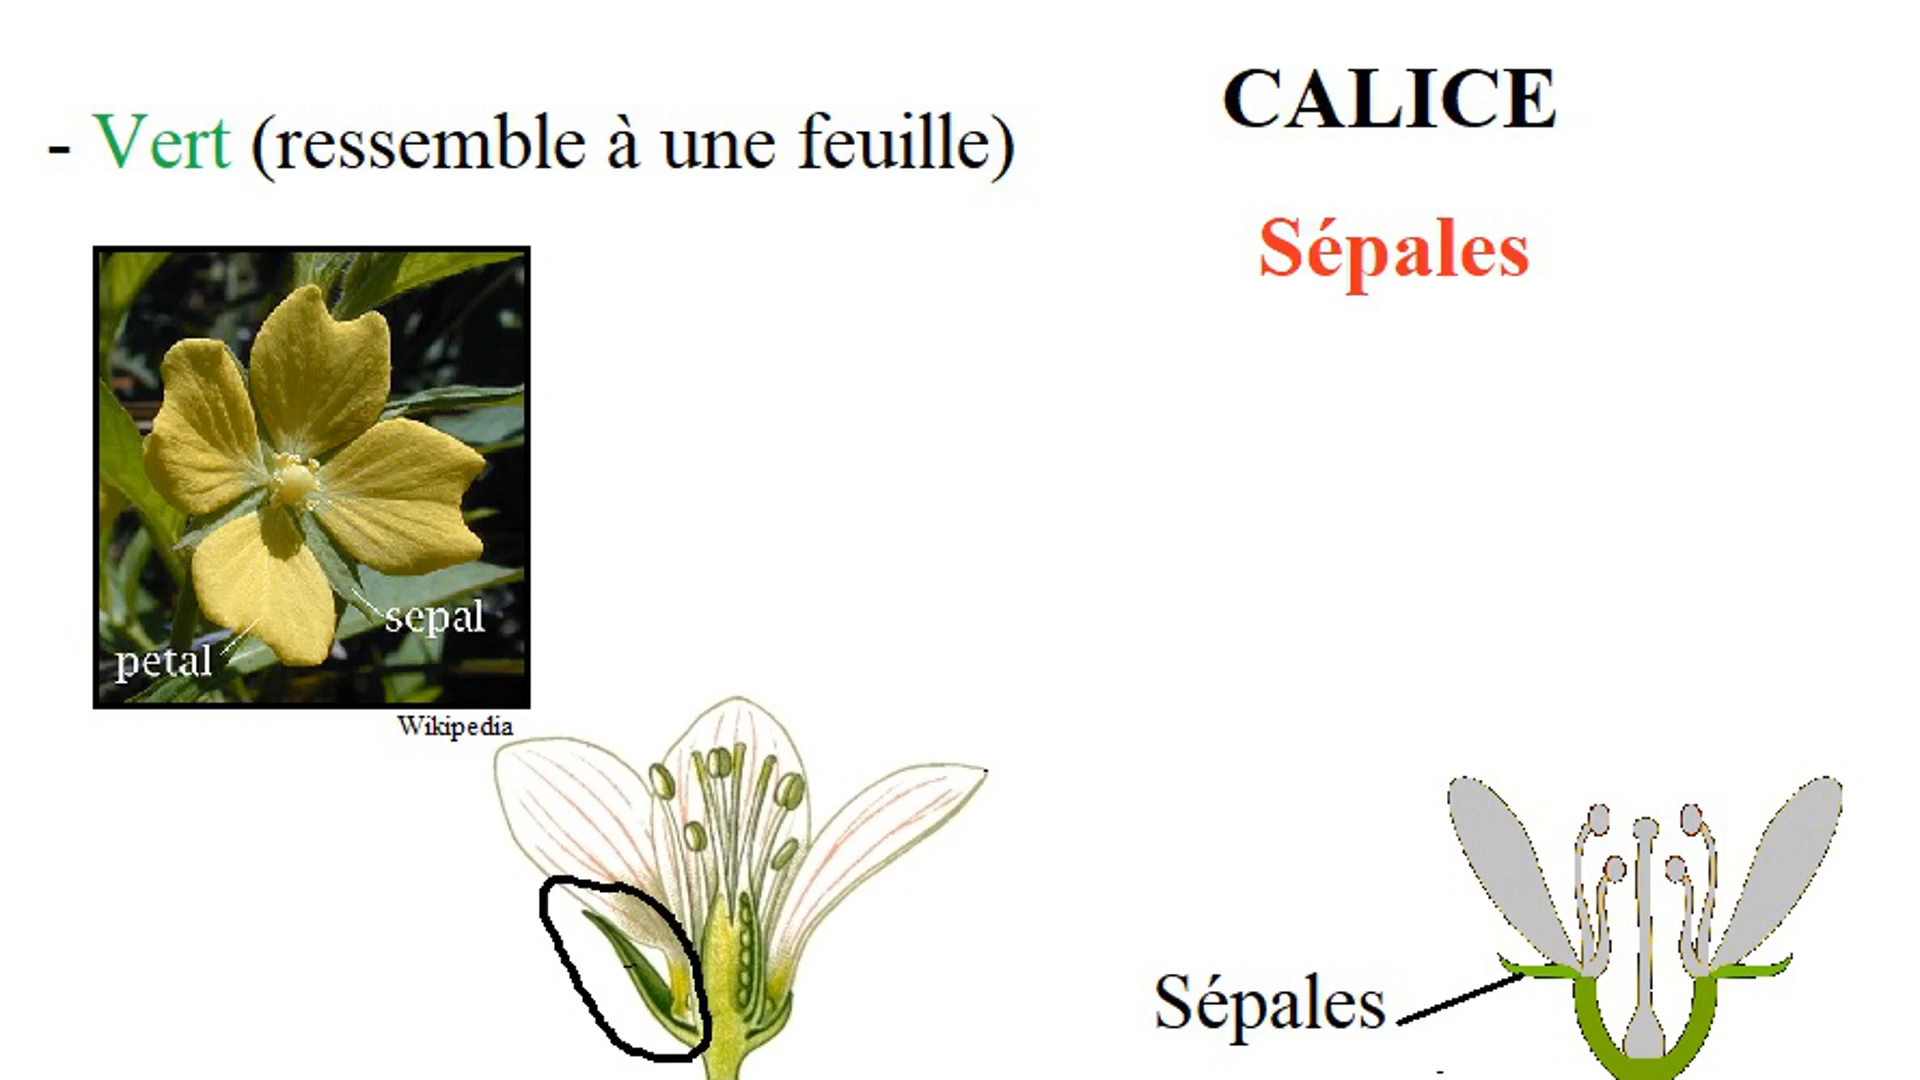 CALICE
- Vert (ressemble à une feuille)
Sépales
sepal
petal
Wikipedia
Sépales